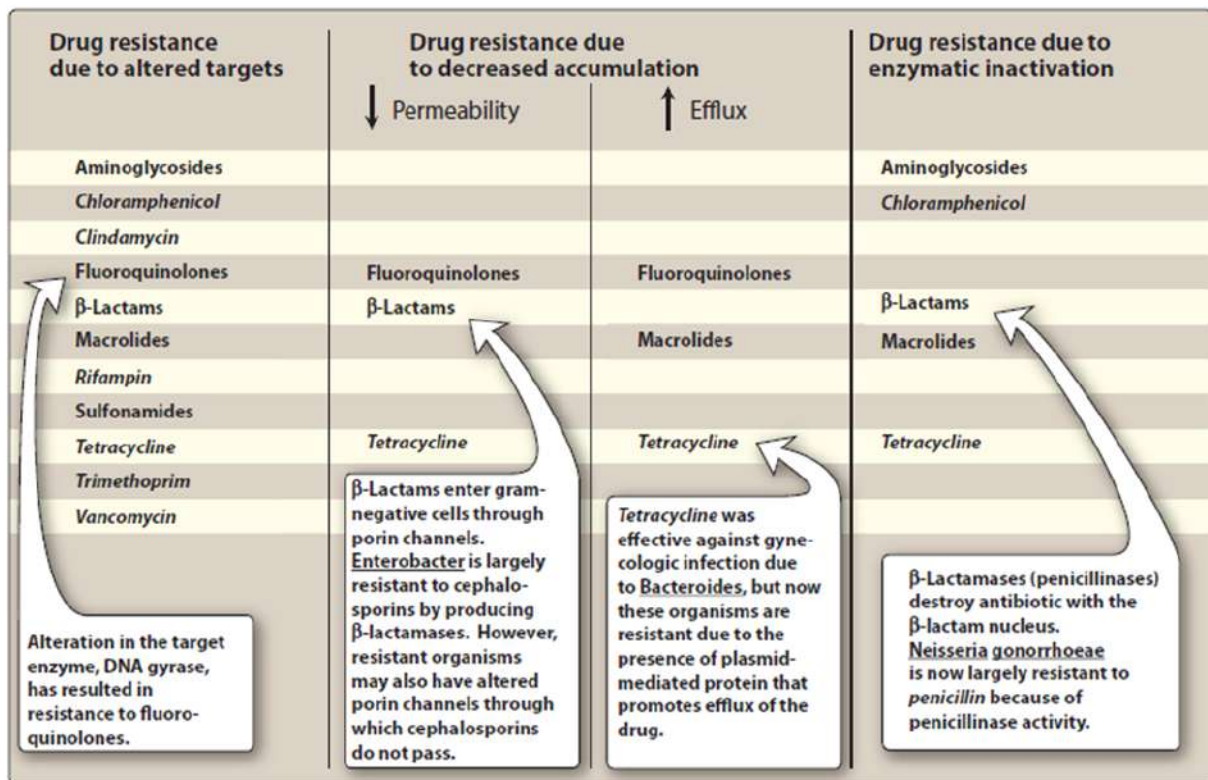 Drug resistance
due to altered targets
Drug resistance due
to decreased accumulation
Drug resistance due to
enzymatic inactivation
Permeability
Efflux
Aminoglycosides
Aminoglycosides
Chloramphenicol
Chloramphenicol
Clindamycin
Fluoroquinolones
Fluoroquinolones
Fluoroquinolones
β-Lactams
β-Lactams
β-Lactams
Macrolides
Macrolides
Macrolides
Rifampin
Sulfonamides
Tetracycline
Tetracycline
Tetracycline
Tetracycline
Trimethoprim
Vancomycin
Alteration in the target
enzyme, DNA gyrase,
has resulted in
resistance to fluoro-
quinolones.
β-Lactams enter gram-
negative cells through
porin channels.
Enterobacter is largely
resistant to cephalo-
sporins by producing
β-lactamases. However,
resistant organisms
may also have altered
porin channels through
which cephalosporins
do not pass.
Tetracycline was
effective against gyne-
cologic infection due
to Bacteroides, but now
these organisms are
resistant due to the
presence of plasmid-
mediated protein that
promotes efflux of the
drug.
β-Lactamases (penicillinases)
destroy antibiotic with the
β-lactam nucleus.
Neisseria gonorrhoeae
is now largely resistant to
penicillin because of
penicillinase activity.